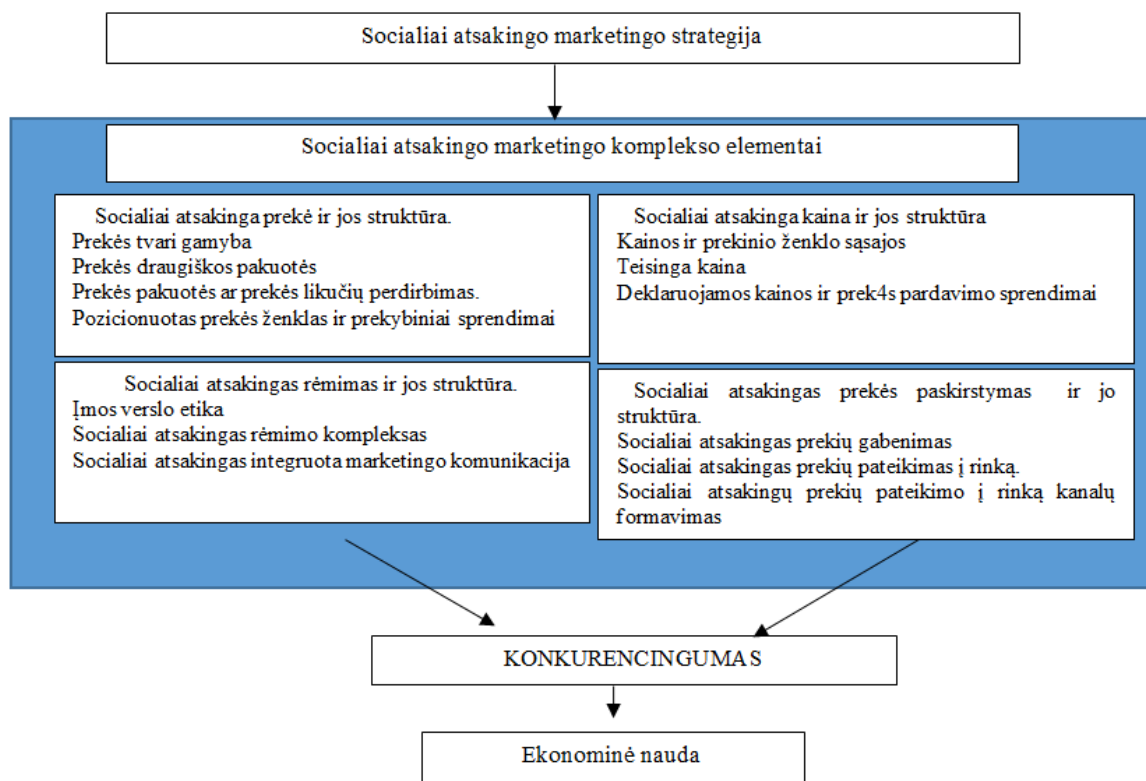 Socialiai atsakingo marketingo strategija
Socialiai atsakingo marketingo komplekso elementai
Socialiai atsakinga prekė ir jos struktūra.
Prekės tvari gamyba
Prekės draugiškos pakuotės
Prekės pakuotės ar prekės likučių perdirbimas.
Pozicionuotas prekės ženklas ir prekybiniai sprendimai
Socialiai atsakinga kaina ir jos struktūra
Kainos ir prekinio ženklo sąsajos
Teisinga kaina
Deklaruojamos kainos ir prek4s pardavimo sprendimai
Socialiai atsakingas rėmimas ir jos struktūra.
Įmos verslo etika
Socialiai atsakingas rėmimo kompleksas
Socialiai atsakingas integruota marketingo komunikacija
Socialiai atsakingas prekės paskirstymas ir jo
struktūra.
Socialiai atsakingas prekių gabenimas
Socialiai atsakingas prekių pateikimas į rinką.
Socialiai atsakingų prekių pateikimo į rinką kanalų
formavimas
KONKURENCINGUMAS
Ekonominė nauda